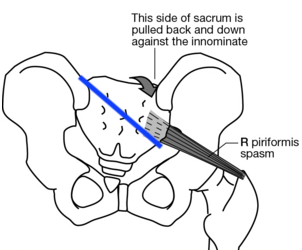 This side of sacrum is
pulled back and down
against the innominate
R piriformis
spasm